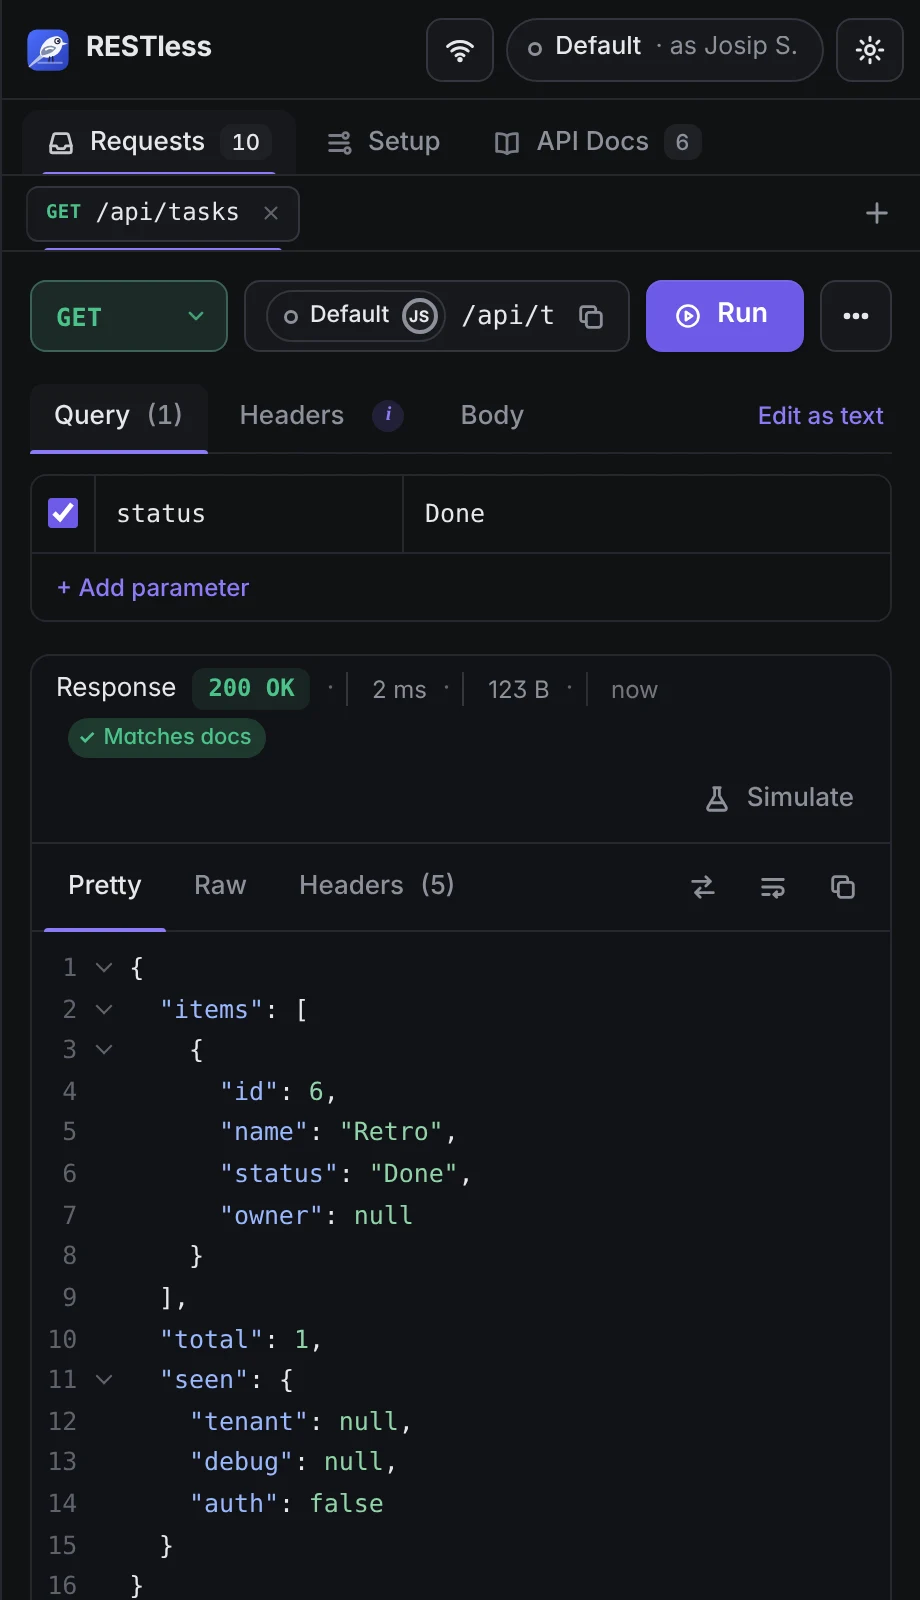 RESTless
Default · as Josip S.
Requests 10 Setup API Docs 6
GET /api/tasks
GET Default JS /api/t Run
Query (1) Headers i Body Edit as text
status Done
+ Add parameter
Response 200 OK · 2 ms · 123 B · now
Matches docs
Simulate
Pretty Raw Headers (5)
1 {
2 "items": [
3 {
4 "id": 6,
5 "name": "Retro",
6 "status": "Done",
7 "owner": null
8 }
9 ],
10 "total": 1,
11 "seen": {
12 "tenant": null,
13 "debug": null,
14 "auth": false
15 }
16 }